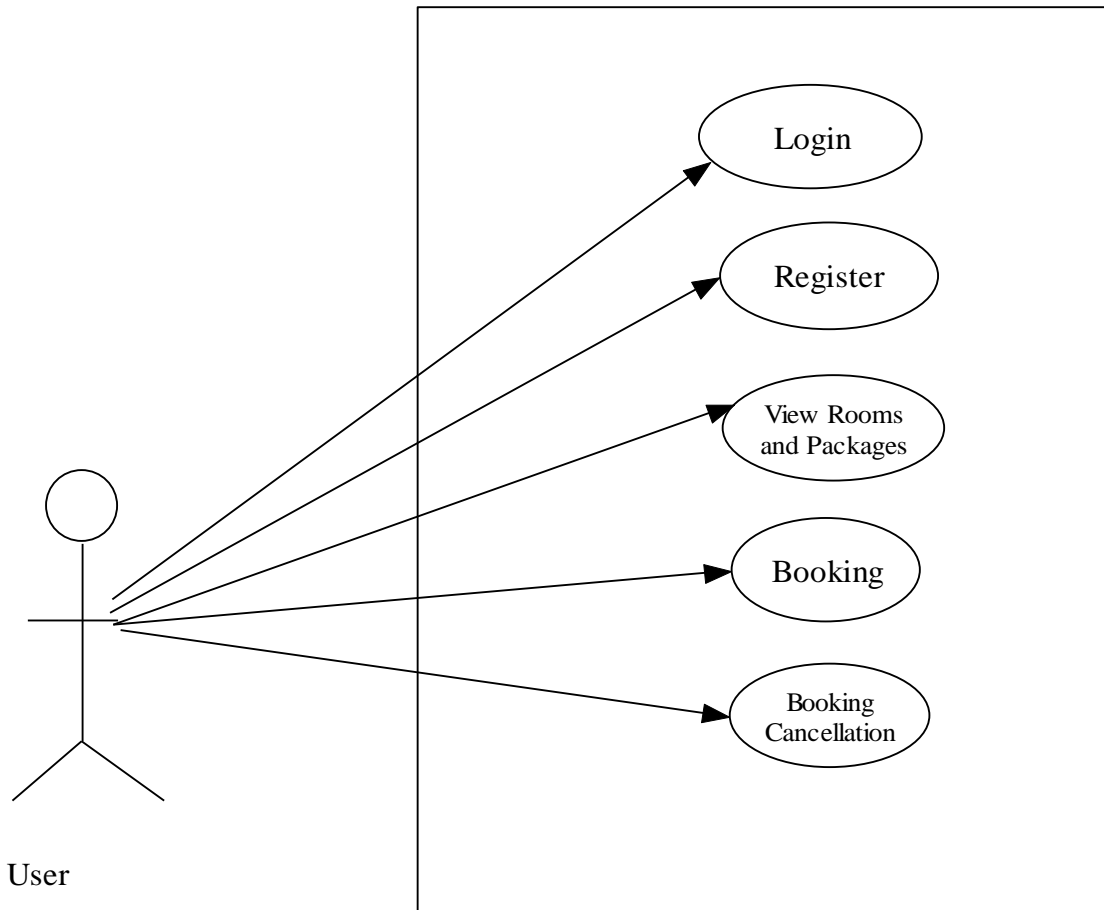 Login
Register
View Rooms
and Packages
Booking
Booking
Cancellation
User